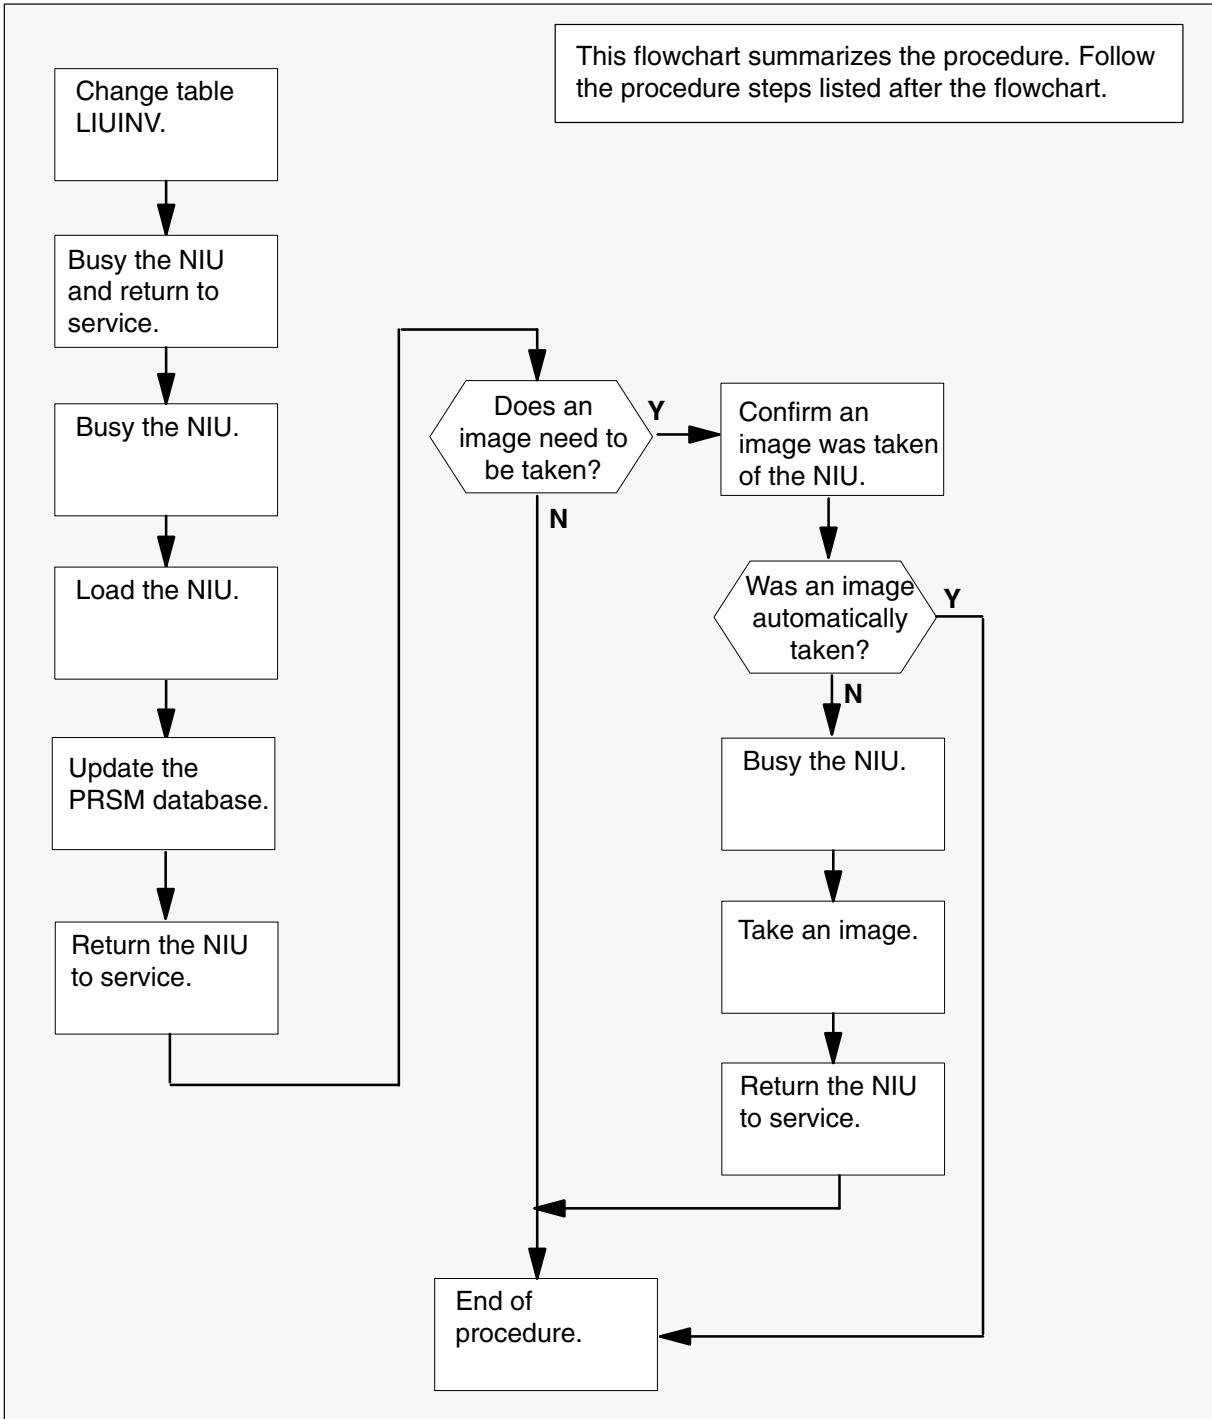 This flowchart summarizes the procedure. Follow
the procedure steps listed after the flowchart.
Change table
LIUINV.
Busy the NIU
and return to
service.
Busy the NIU.
Load the NIU.
Update the
PRSM database.
Return the NIU
to service.
Does an
image need to
be taken?
Y
N
Confirm an
image was taken
of the NIU.
Was an image
automatically
taken?
Y
N
Busy the NIU.
Take an image.
Return the NIU
to service.
End of
procedure.